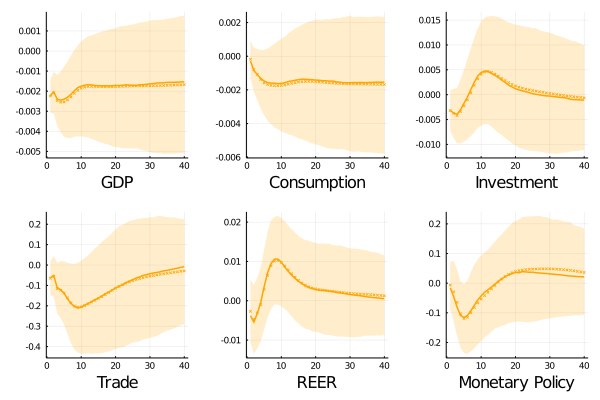 0.001
0.000
-0.001
-0.002
-0.003
-0.004
-0.005
0 10 20 30 40
GDP
0.002
0.000
-0.002
-0.004
-0.006
0 10 20 30 40
Consumption
0.015
0.010
0.005
0.000
-0.005
-0.010
0 10 20 30 40
Investment
0.2
0.1
0.0
-0.1
-0.2
-0.3
-0.4
0 10 20 30 40
Trade
0.02
0.01
0.00
-0.01
0 10 20 30 40
REER
0.2
0.1
0.0
-0.1
-0.2
0 10 20 30 40
Monetary Policy